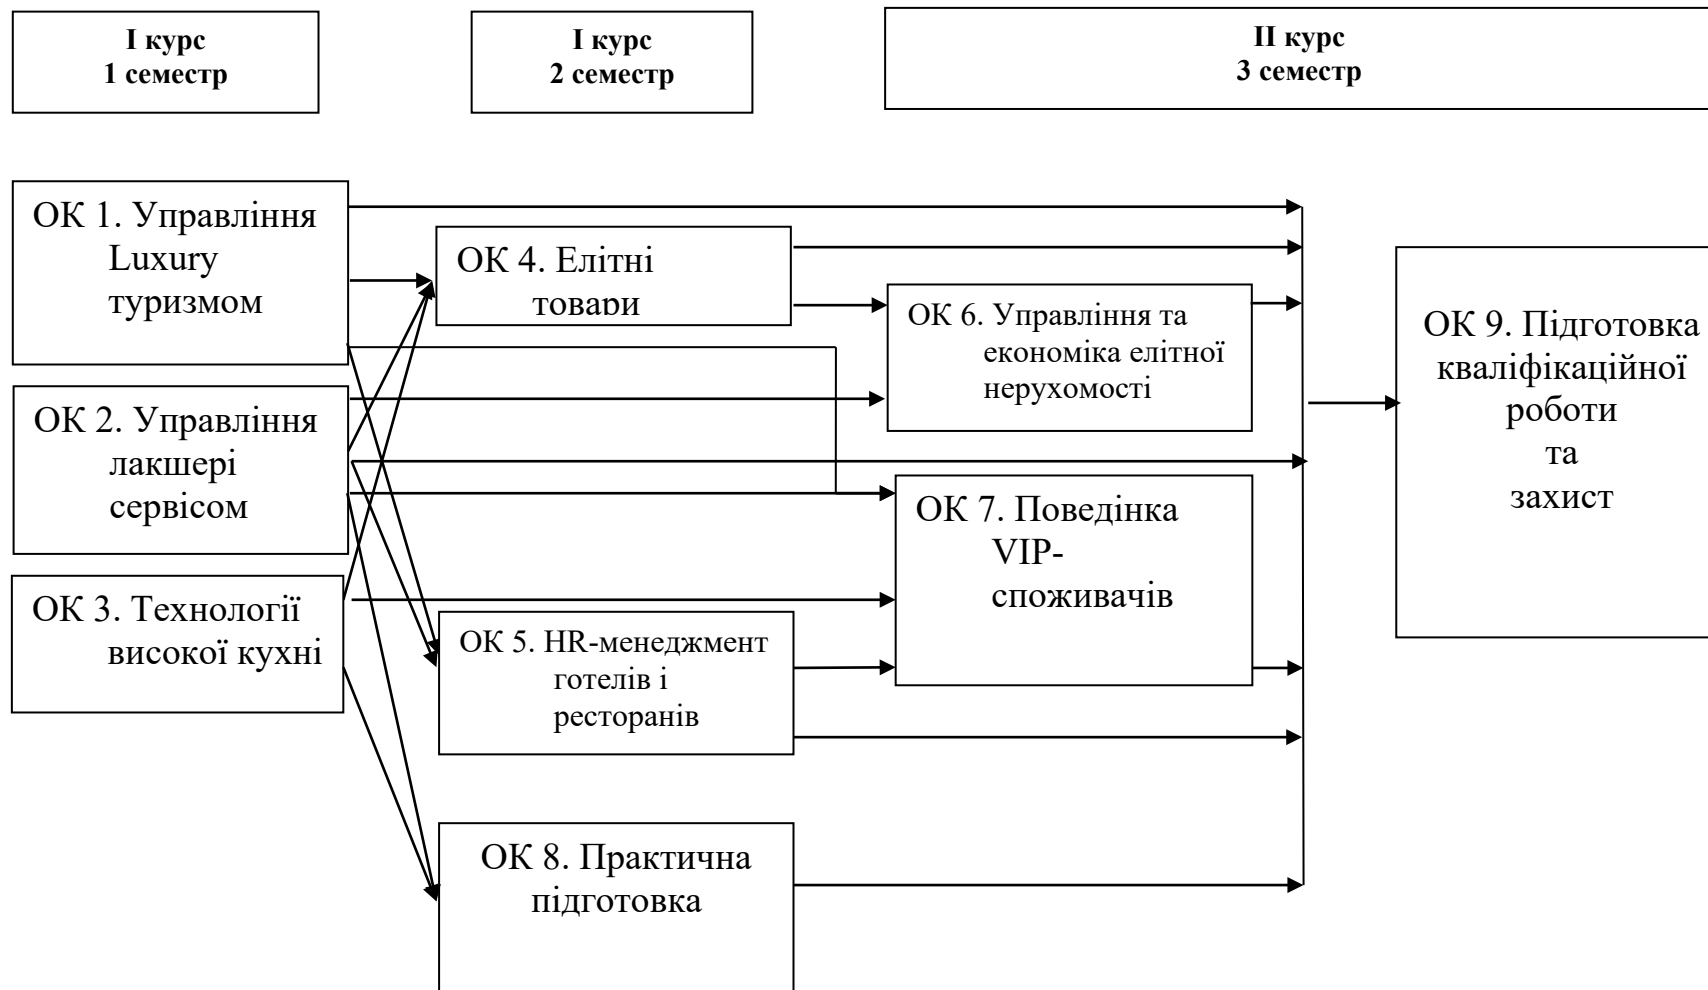 І курс
1 семестр
І курс
2 семестр
ІІ курс
3 семестр
ОК 1. Управління
Luxury
туризмом
ОК 2. Управління
лакшері
сервісом
ОК 3. Технології
високої кухні
ОК 4. Елітні
товари
ОК 5. HR-менеджмент
готелів і
ресторанів
ОК 8. Практична
підготовка
ОК 6. Управління та
економіка елітної
нерухомості
ОК 7. Поведінка
VIP-
споживачів
ОК 9. Підготовка
кваліфікаційної
роботи
та
захист